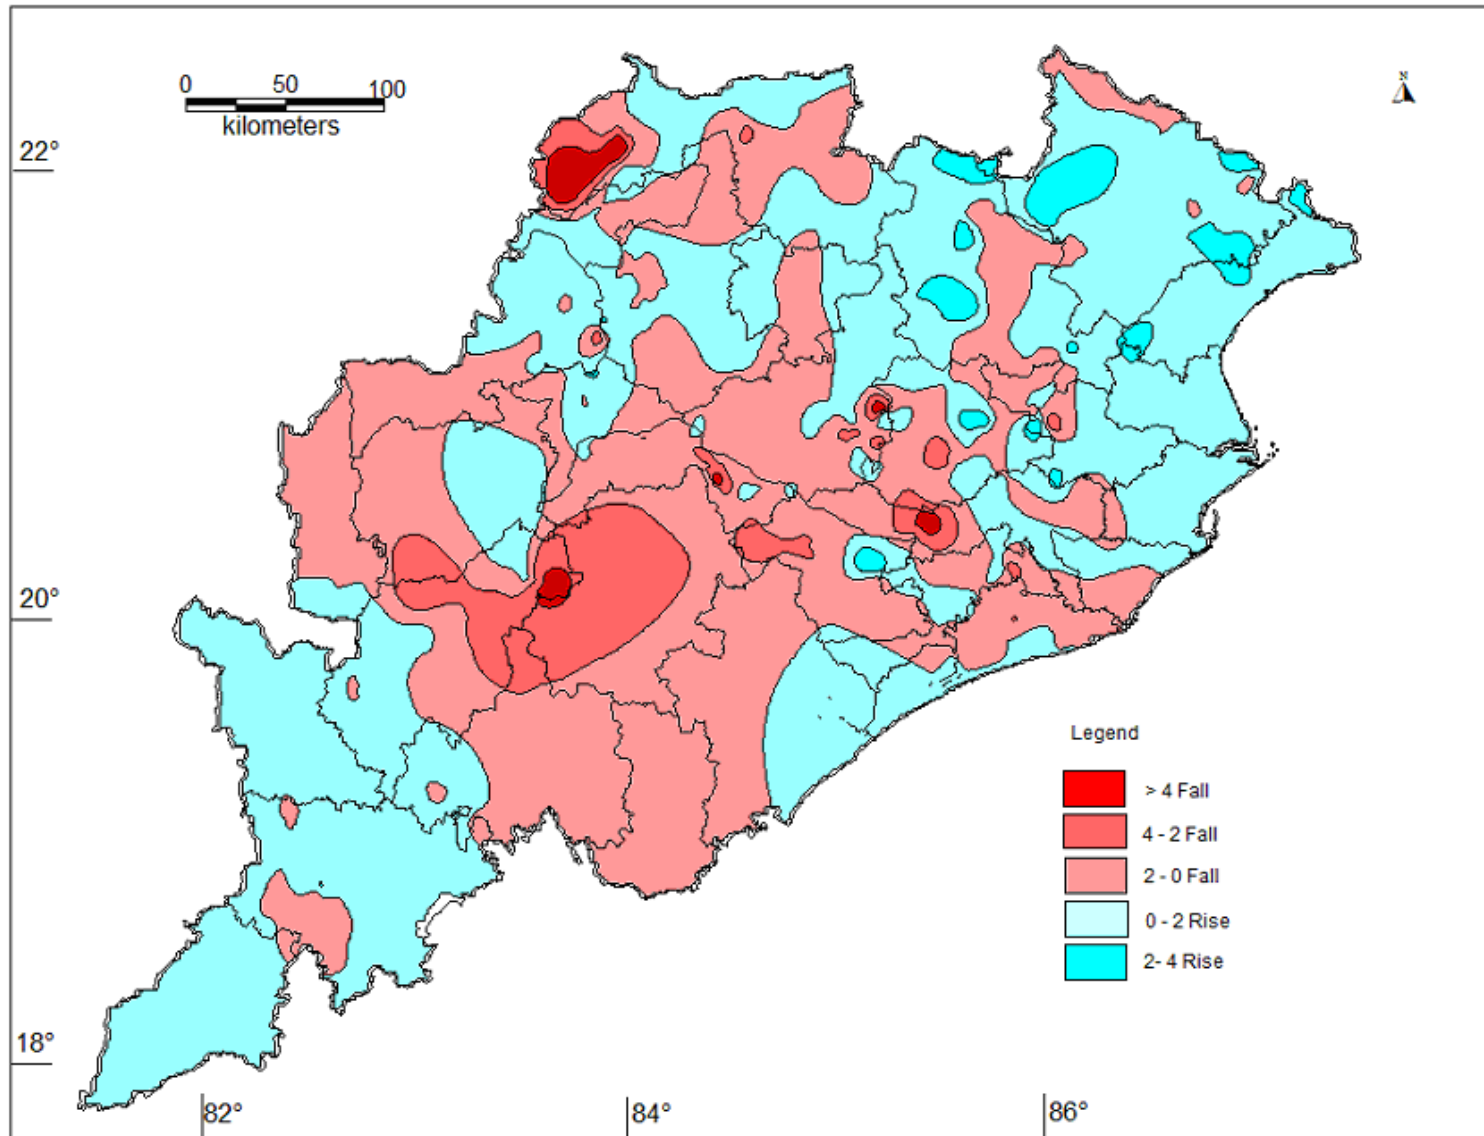 0 50 100
kilometers
N
22°
20°
18°
82° 84° 86°
Legend
> 4 Fall
4 - 2 Fall
2 - 0 Fall
0 - 2 Rise
2- 4 Rise